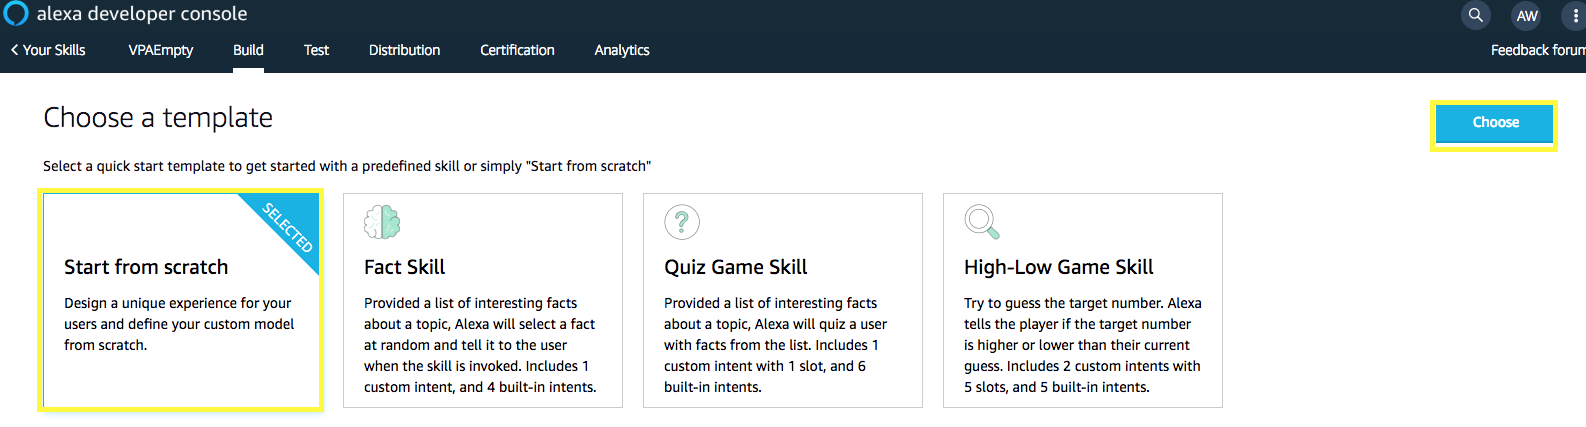 alexa developer console
AW
< Your Skills VPAEmpty Build Test Distribution Certification Analytics Feedback forum
Choose a template
Choose
Select a quick start template to get started with a predefined skill or simply "Start from scratch"
SELECTED
Start from scratch
Design a unique experience for your
users and define your custom model
from scratch.
Fact Skill
Provided a list of interesting facts
about a topic, Alexa will select a fact
at random and tell it to the user
when the skill is invoked. Includes 1
custom intent, and 4 built-in intents.
?
Quiz Game Skill
Provided a list of interesting facts
about a topic, Alexa will quiz a user
with facts from the list. Includes 1
custom intent with 1 slot, and 6
built-in intents.
High-Low Game Skill
Try to guess the target number. Alexa
tells the player if the target number
is higher or lower than their current
guess. Includes 2 custom intents with
5 slots, and 5 built-in intents.